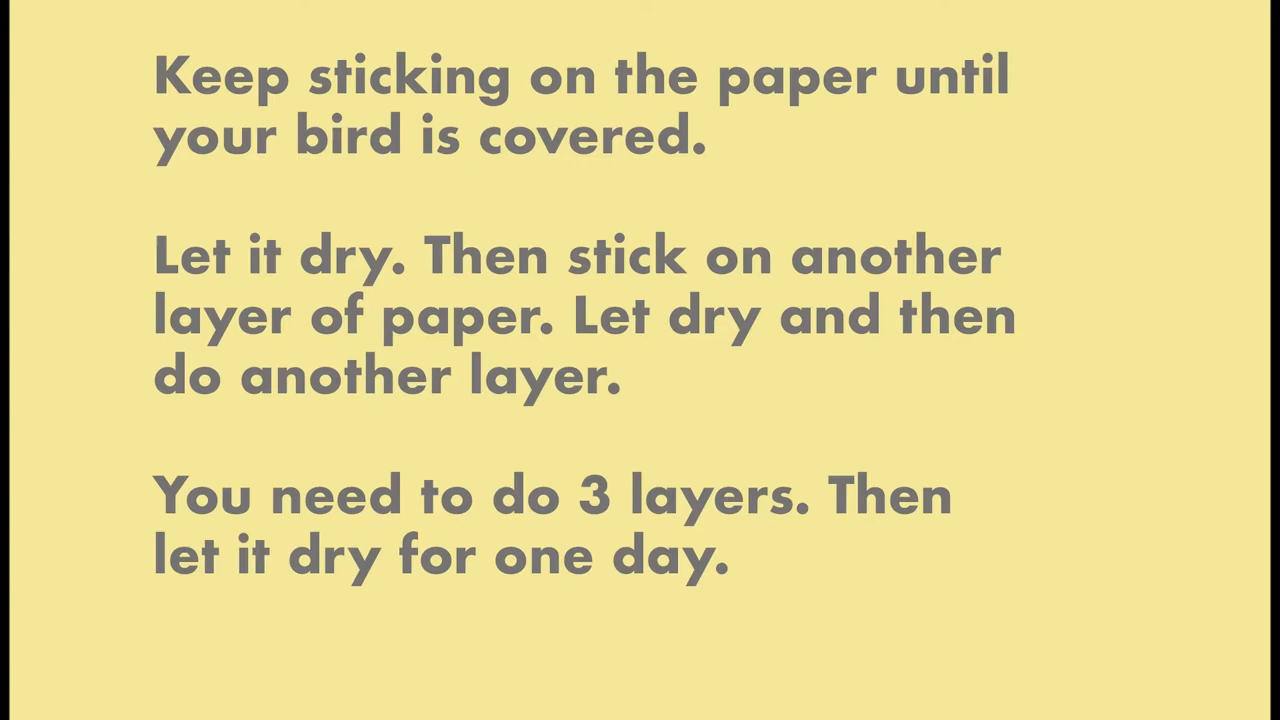 Keep sticking on the paper until
your bird is covered.
Let it dry. Then stick on another
layer of paper. Let dry and then
do another layer.
You need to do 3 layers. Then
let it dry for one day.